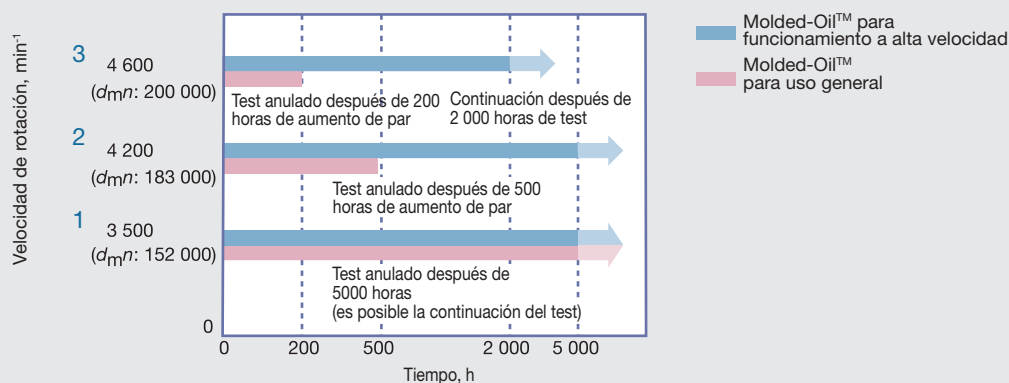 Velocidad de rotación, min-1
3
4 600
(dmn: 200 000)
Test anulado después de 200
horas de aumento de par
Continuación después de
2 000 horas de test
2
4 200
(dmn: 183 000)
Test anulado después de 500
horas de aumento de par
1
3 500
(dmn: 152 000)
Test anulado después de
5000 horas
(es posible la continuación del test)
0
0 200 500 2 000 5 000
Tiempo, h
Molded-Oil™ para
funcionamiento a alta velocidad
Molded-Oil™
para uso general